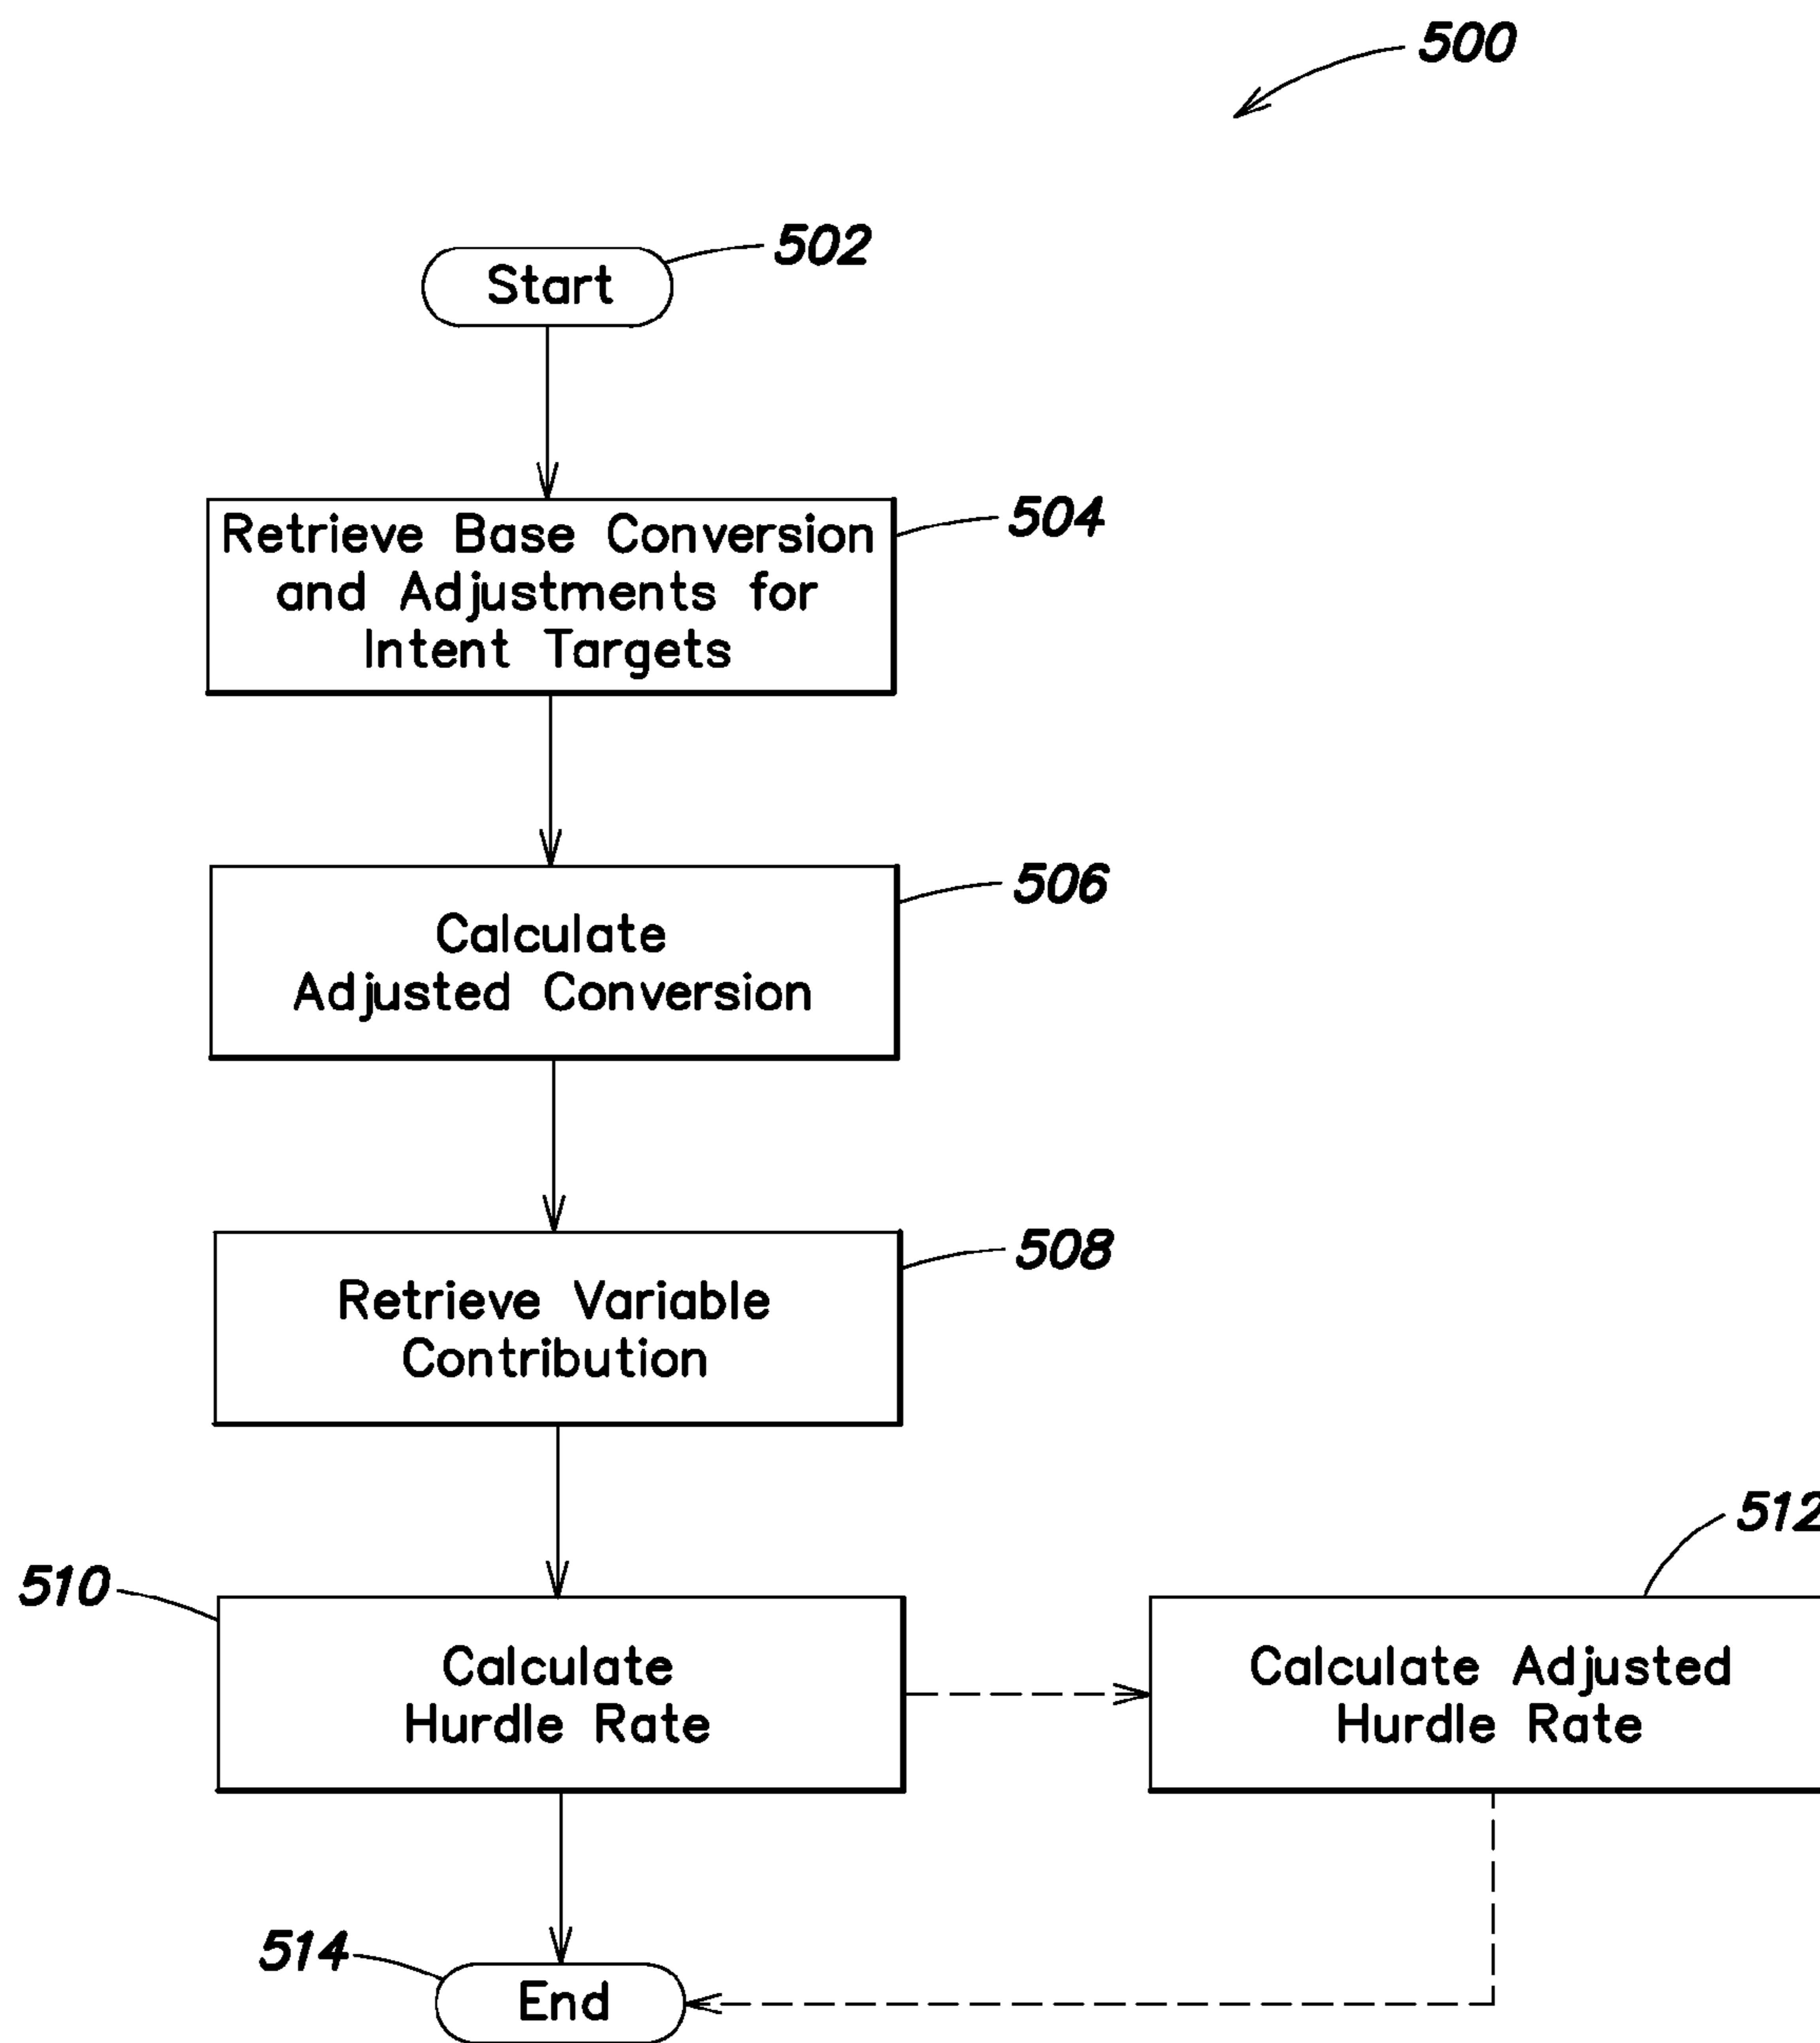 500
502
Start
504
Retrieve Base Conversion
and Adjustments for
Intent Targets
506
Calculate
Adjusted Conversion
508
Retrieve Variable
Contribution
510
Calculate
Hurdle Rate
512
Calculate Adjusted
Hurdle Rate
514
End